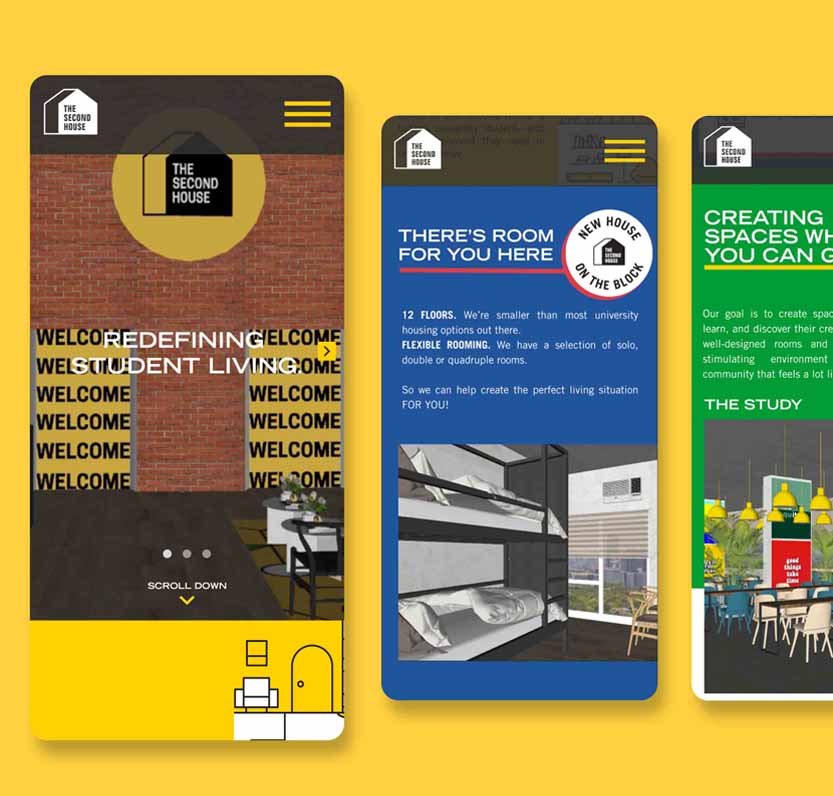 THE
SECOND
HOUSE
THE
SECOND
HOUSE
WELCOME WELCOME
REDEFINING
STUDENT LIVING.
WELCOME WELCOME
WELCOME WELCOME
WELCOME WELCOME
WELCOME WELCOME
WELCOME WELCOME
SCROLL DOWN
THE
SECOND
HOUSE
THERE'S ROOM
FOR YOU HERE
NEW HOUSE
THE
SECOND
HOUSE
ON THE BLOCK
12 FLOORS. We're smaller than most university
housing options out there.
FLEXIBLE ROOMING. We have a selection of solo,
double or quadruple rooms.
So we can help create the perfect living situation
FOR YOU!
THE
SECOND
HOUSE
CREATING
SPACES WH
YOU CAN G
Our goal is to create spac
learn, and discover their cre
well-designed rooms and
stimulating environment
community that feels a lot li
THE STUDY
good
things
take
time